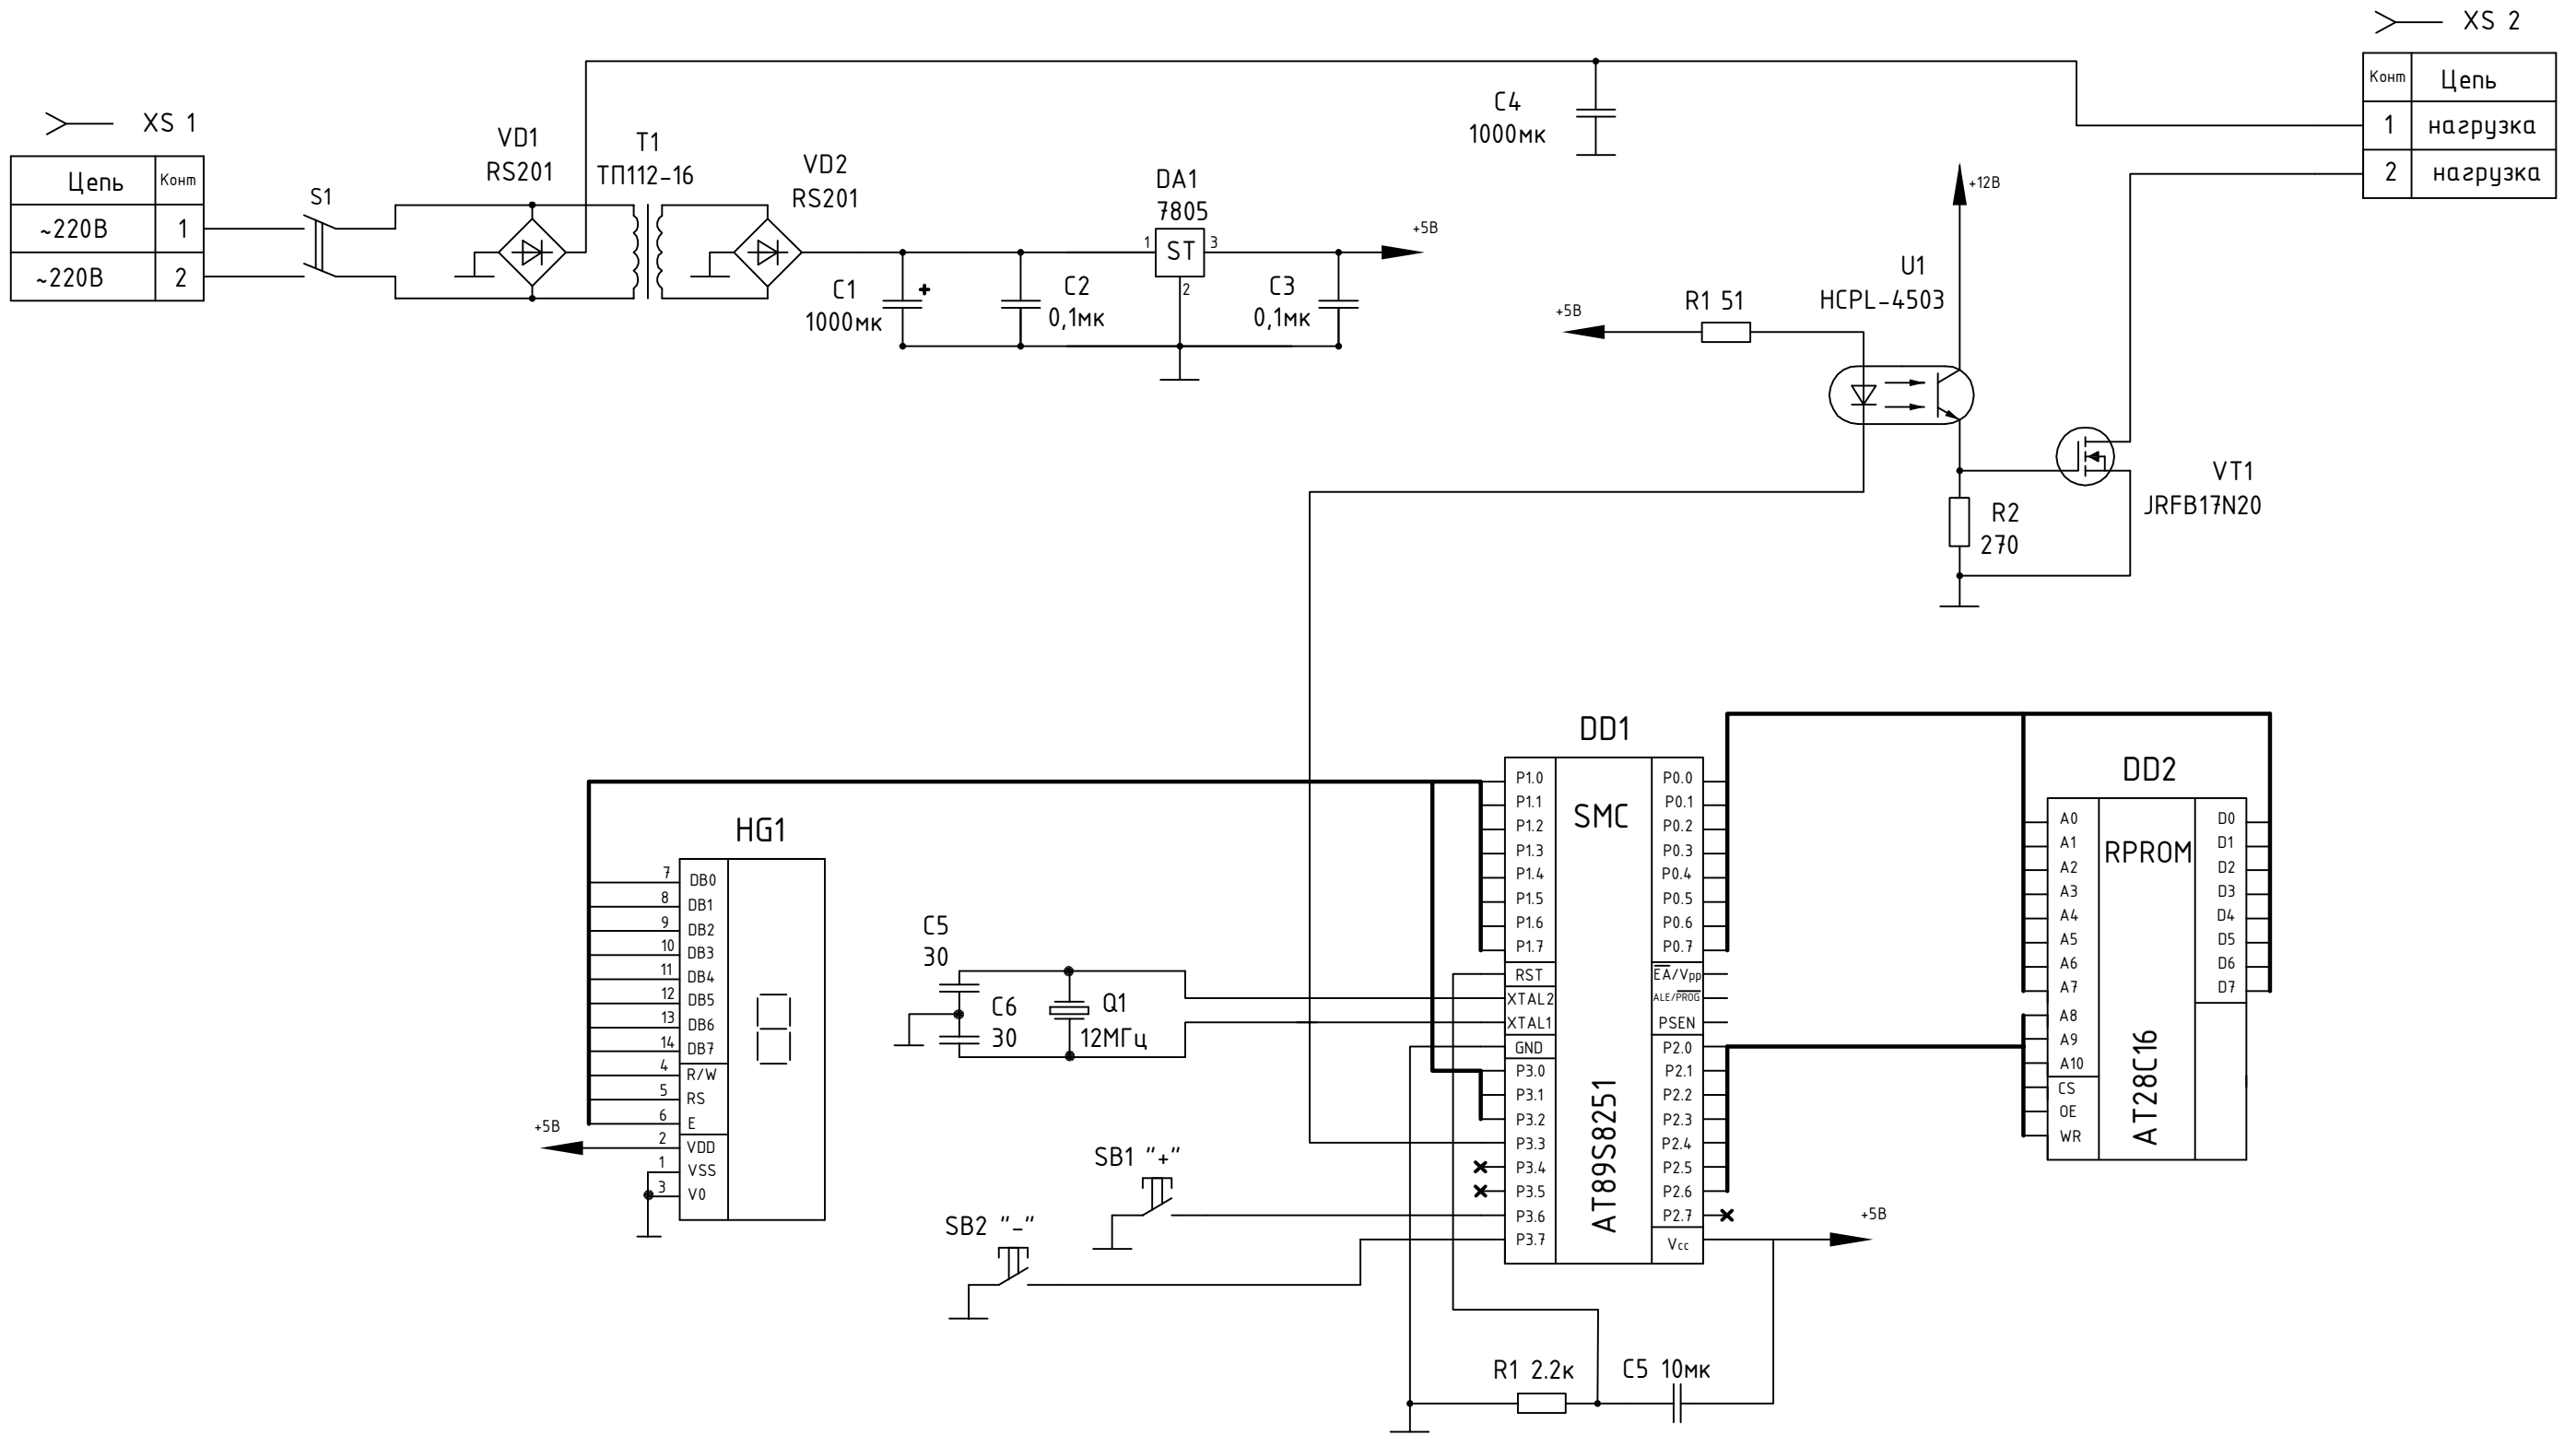 XS 1
Цепь Конт
~220В 1
~220В 2
S1
VD1
RS201
T1
ТП112-16
VD2
RS201
C1
1000мк
+
C2
0,1мк
DA1
7805
1 ST 3
2
C3
0,1мк
+5В
C4
1000мк
XS 2
Конт Цепь
1 нагрузка
2 нагрузка
+12В
U1
HCPL-4503
R1 51
+5В
R2
270
VT1
JRFB17N20
HG1
7 DB0
8 DB1
9 DB2
10 DB3
11 DB4
12 DB5
13 DB6
14 DB7
4 R/W
5 RS
6 E
2 VDD
1 VSS
3 V0
+5В
C5
30
C6
30
Q1
12МГц
SB1 "+"
SB2 "-"
DD1
SMC
AT89S8251
P1.0
P1.1
P1.2
P1.3
P1.4
P1.5
P1.6
P1.7
RST
XTAL2
XTAL1
GND
P3.0
P3.1
P3.2
P3.3
P3.4
P3.5
P3.6
P3.7
P0.0
P0.1
P0.2
P0.3
P0.4
P0.5
P0.6
P0.7
EA/Vpp
ALE/PROG
PSEN
P2.0
P2.1
P2.2
P2.3
P2.4
P2.5
P2.6
P2.7
Vcc
+5В
R1 2.2к
C5 10мк
DD2
RPROM
AT28C16
A0
A1
A2
A3
A4
A5
A6
A7
A8
A9
A10
CS
OE
WR
D0
D1
D2
D3
D4
D5
D6
D7